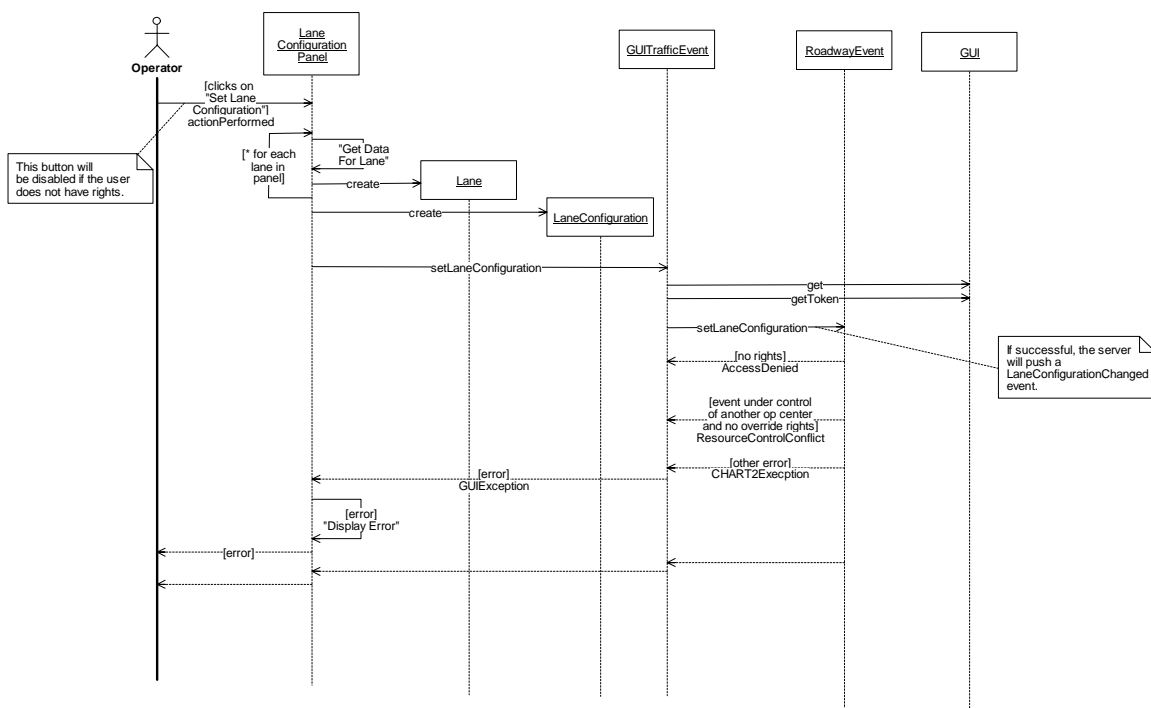 Operator
Lane
Configuration
Panel
GUITrafficEvent
RoadwayEvent
GUI
[clicks on
"Set Lane
Configuration"]
actionPerformed
This button will
be disabled if the user
does not have rights.
[* for each
lane in
panel]
"Get Data
For Lane"
create
Lane
create
LaneConfiguration
setLaneConfiguration
get
getToken
setLaneConfiguration
If successful, the server
will push a
LaneConfigurationChanged
event.
[no rights]
AccessDenied
[event under control
of another op center
and no override rights]
ResourceControlConflict
[other error]
CHART2Execption
[error]
GUIException
[error]
"Display Error"
[error]